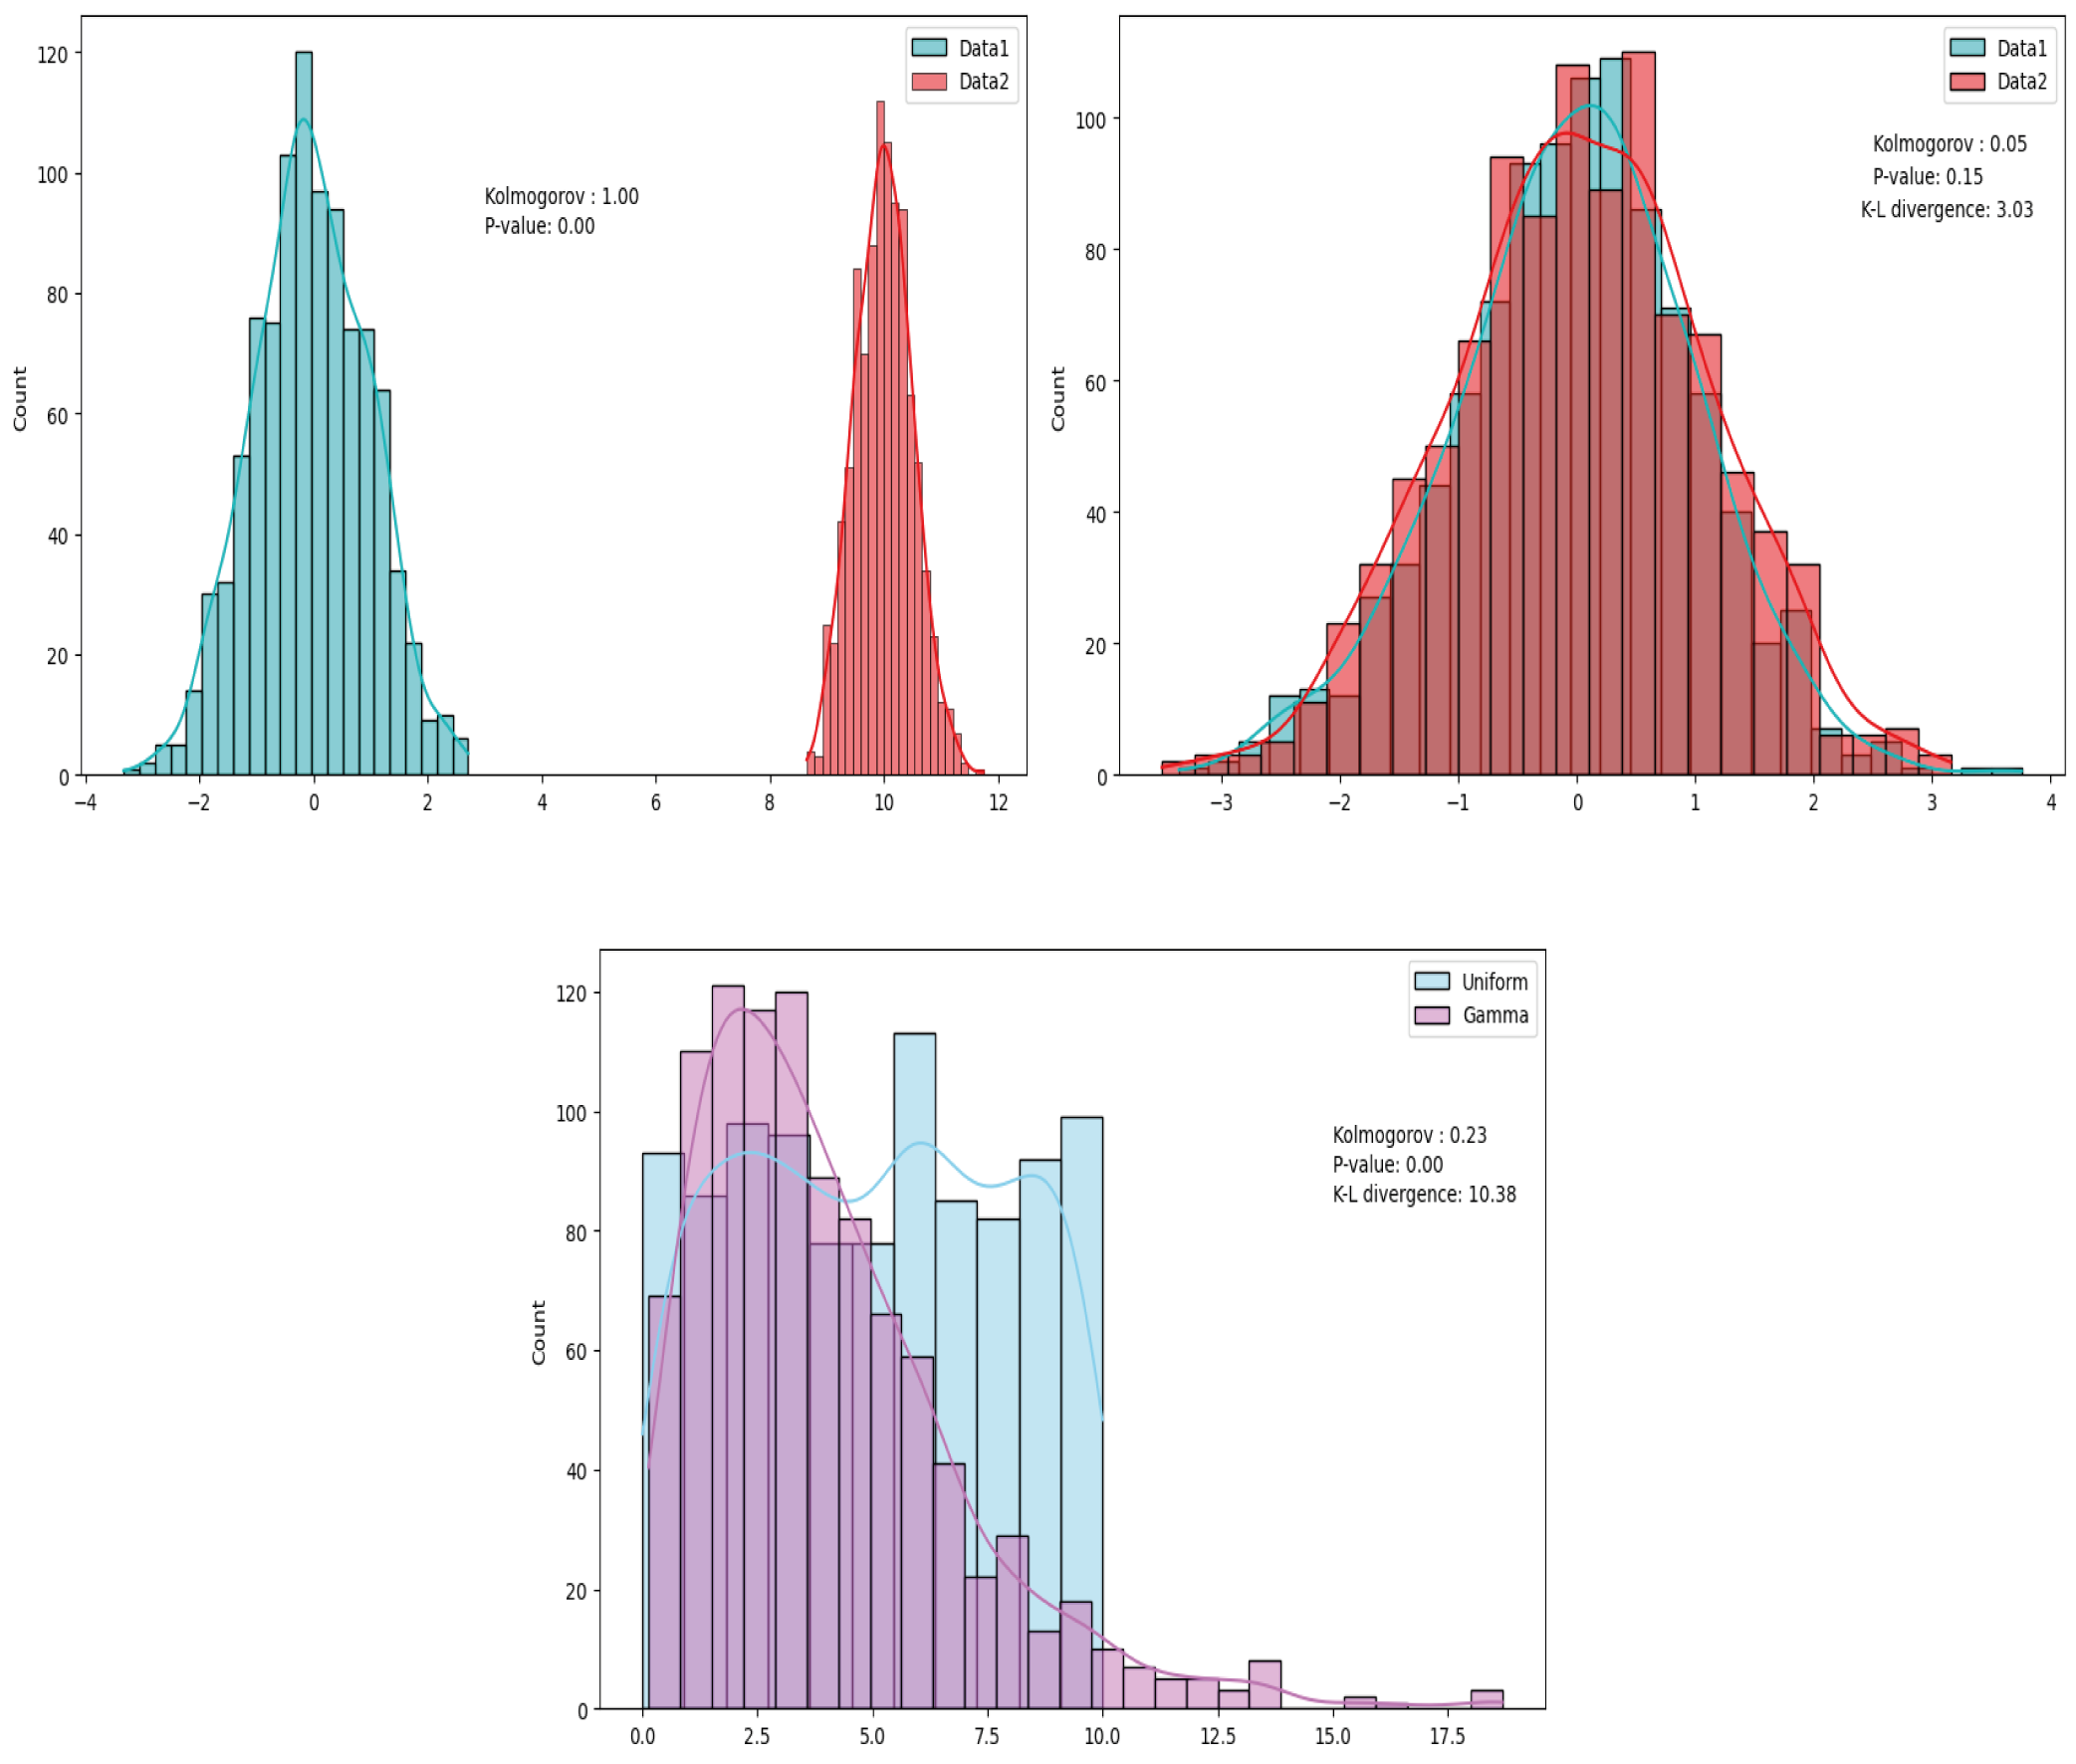 Data1
Data2
Kolmogorov : 1.00
P-value: 0.00
Count
120
100
80
60
40
20
0
−4 −2 0 2 4 6 8 10 12
Data1
Data2
Kolmogorov : 0.05
P-value: 0.15
K-L divergence: 3.03
Count
100
80
60
40
20
0
−3 −2 −1 0 1 2 3 4
Uniform
Gamma
Kolmogorov : 0.23
P-value: 0.00
K-L divergence: 10.38
Count
120
100
80
60
40
20
0
0.0 2.5 5.0 7.5 10.0 12.5 15.0 17.5